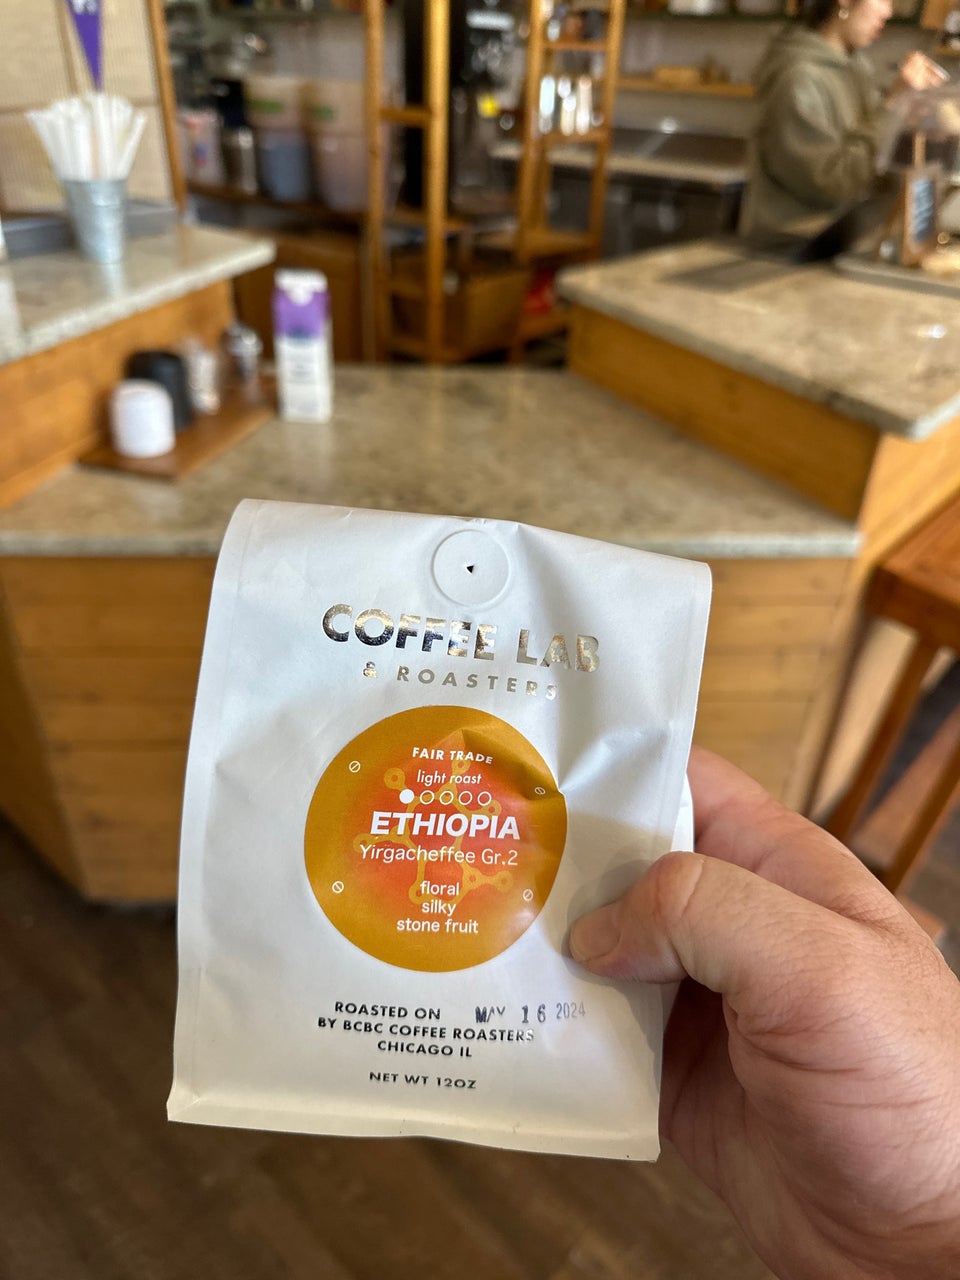 COFFEE LAB
& ROASTERS
FAIR TRADE
light roast
ETHIOPIA
Yirgacheffee Gr.2
floral
silky
stone fruit
ROASTED ON MAY 16 2024
BY BCBC COFFEE ROASTERS
CHICAGO IL
NET WT 12OZ